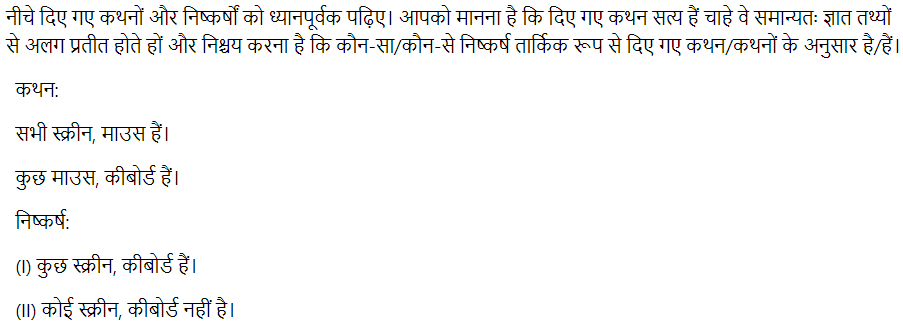 नीचे दिए गए कथनों और निष्कर्षों को ध्यानपूर्वक पढ़िए। आपको मानना है कि दिए गए कथन सत्य हैं चाहे वे समान्यतः ज्ञात तथ्यों
से अलग प्रतीत होते हों और निश्चय करना है कि कौन-सा/कौन-से निष्कर्ष तार्किक रूप से दिए गए कथन/कथनों के अनुसार है/हैं।
कथन:
सभी स्क्रीन, माउस हैं।
कुछ माउस, कीबोर्ड हैं।
निष्कर्ष:
(I) कुछ स्क्रीन, कीबोर्ड हैं।
(II) कोई स्क्रीन, कीबोर्ड नहीं है।